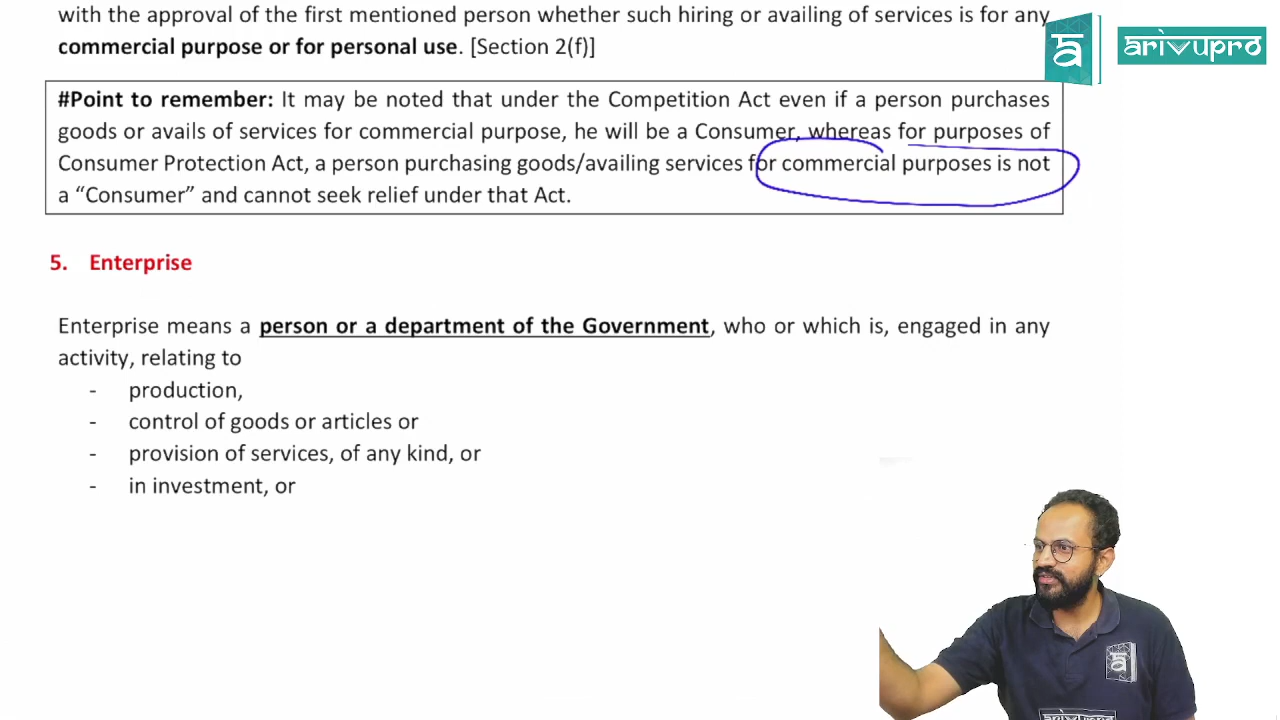 with the approval of the first mentioned person whether such hiring or availing of services is for any
commercial purpose or for personal use. [Section 2(f)]
arivupro
#Point to remember: It may be noted that under the Competition Act even if a person purchases
goods or avails of services for commercial purpose, he will be a Consumer, whereas for purposes of
Consumer Protection Act, a person purchasing goods/availing services for commercial purposes is not
a “Consumer” and cannot seek relief under that Act.
5. Enterprise
Enterprise means a person or a department of the Government, who or which is, engaged in any
activity, relating to
- production,
- control of goods or articles or
- provision of services, of any kind, or
- in investment, or